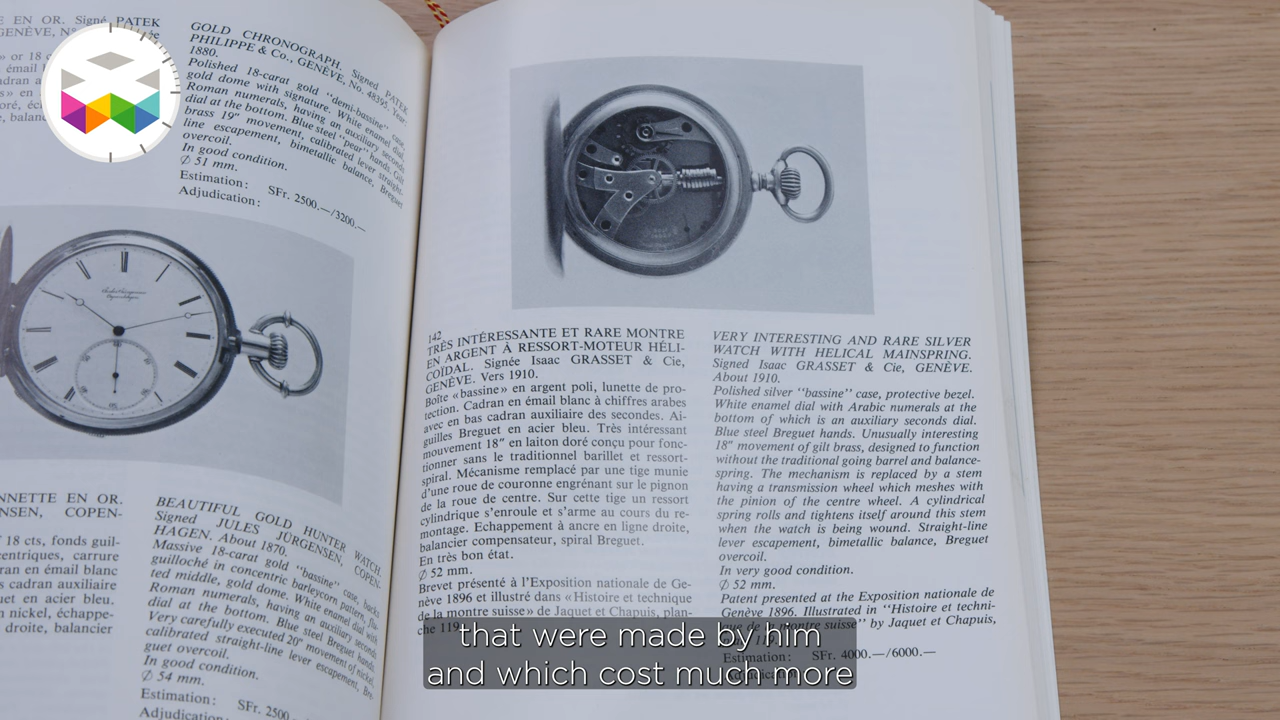 E EN OR. Signé PATEK
GENÈVE, N°
» or 18 c
émail b
adran a
s» en
oré, éc
, balanc
GOLD CHRONOGRAPH. Signed PATEK
PHILIPPE & Co., GENÈVE, No. 48395. Year:
1880.
Polished 18-carat gold "demi-bassine" case,
gold dome with signature. White enamel dial,
Roman numerals, having an auxiliary seconds
dial at the bottom. Blue steel "pear" hands. Gilt
brass 19" movement, calibrated lever straight-
line escapement, bimetallic balance, Breguet
overcoil.
In good condition.
Ø 51 mm.
Estimation: SFr. 2500.—/3200.—
Adjudication:
NNETTE EN OR.
NSEN, COPEN-
f 18 cts, fonds guil-
centriques, carrure
ran en émail blanc
s cadran auxiliaire
uet en acier bleu.
n nickel, échappe-
droite, balancier
BEAUTIFUL GOLD HUNTER WATCH.
Signed JULES JÜRGENSEN, COPEN-
HAGEN. About 1870.
Massive 18-carat gold "bassine" case, backs
guilloché in concentric barleycorn pattern, flu-
ted middle, gold dome. White enamel dial with
Roman numerals, having an auxiliary seconds
dial at the bottom. Blue steel Breguet hands.
Very carefully executed 20" movement of nickel,
calibrated straight-line lever escapement, Bre-
guet overcoil.
In good condition.
Ø 54 mm.
Estimation: SFr. 2500
Adjudication:
142
TRÈS INTÉRESSANTE ET RARE MONTRE
EN ARGENT À RESSORT-MOTEUR HÉLI-
COÏDAL. Signée Isaac GRASSET & Cie,
GENÈVE. Vers 1910.
Boîte «bassine» en argent poli, lunette de pro-
tection. Cadran en émail blanc à chiffres arabes
avec en bas cadran auxiliaire des secondes. Ai-
guilles Breguet en acier bleu. Très intéressant
mouvement 18" en laiton doré conçu pour fonc-
tionner sans le traditionnel barillet et ressort-
spiral. Mécanisme remplacé par une tige munie
d'une roue de couronne engrénant sur le pignon
de la roue de centre. Sur cette tige un ressort
cylindrique s'enroule et s'arme au cours du re-
montage. Echappement à ancre en ligne droite,
balancier compensateur, spiral Breguet.
En très bon état.
Ø 52 mm.
Brevet présenté à l'Exposition nationale de Ge-
nève 1896 et illustré dans «Histoire et technique
de la montre suisse» de Jaquet et Chapuis, plan-
che 119
VERY INTERESTING AND RARE SILVER
WATCH WITH HELICAL MAINSPRING.
Signed Isaac GRASSET & Cie, GENÈVE.
About 1910.
Polished silver "bassine" case, protective bezel.
White enamel dial with Arabic numerals at the
bottom of which is an auxiliary seconds dial.
Blue steel Breguet hands. Unusually interesting
18" movement of gilt brass, designed to function
without the traditional going barrel and balance-
spring. The mechanism is replaced by a stem
having a transmission wheel which meshes with
the pinion of the centre wheel. A cylindrical
spring rolls and tightens itself around this stem
when the watch is being wound. Straight-line
lever escapement, bimetallic balance, Breguet
overcoil.
In very good condition.
Ø 52 mm.
Patent presented at the Exposition nationale de
Genève 1896. Illustrated in "Histoire et techni-
que de la montre suisse" by Jaquet et Chapuis,
Estimation: SFr. 4000.—/6000.—
that were made by him
and which cost much more